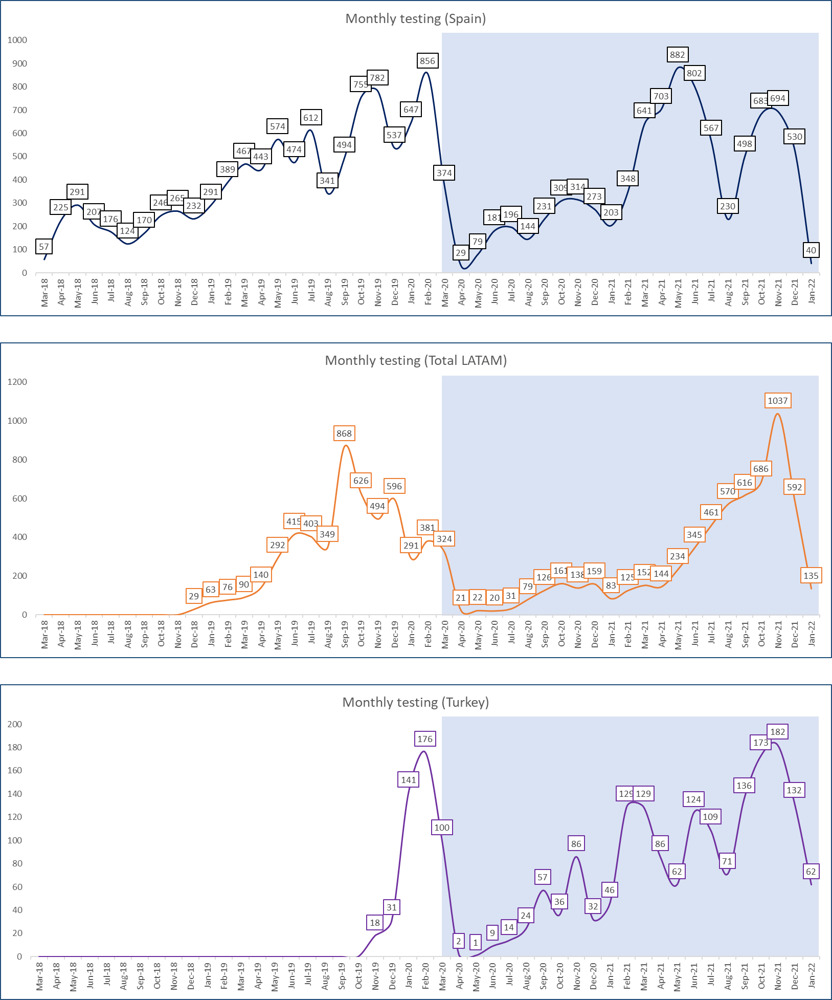 Monthly testing (Spain)
1000
900
800
700
600
500
400
300
200
100
0
57
225
291
207
176
124
170
246
265
232
291
389
467
443
574
474
612
341
494
755
782
537
647
856
374
29
79
181
196
144
231
309
314
273
203
348
641
703
882
802
567
230
498
683
694
530
40
Mar-18
Apr-18
May-18
Jun-18
Jul-18
Aug-18
Sep-18
Oct-18
Nov-18
Dec-18
Jan-19
Feb-19
Mar-19
Apr-19
May-19
Jun-19
Jul-19
Aug-19
Sep-19
Oct-19
Nov-19
Dec-19
Jan-20
Feb-20
Mar-20
Apr-20
May-20
Jun-20
Jul-20
Aug-20
Sep-20
Oct-20
Nov-20
Dec-20
Jan-21
Feb-21
Mar-21
Apr-21
May-21
Jun-21
Jul-21
Aug-21
Sep-21
Oct-21
Nov-21
Dec-21
Jan-22
Monthly testing (Total LATAM)
1200
1000
800
600
400
200
0
29
63
76
90
140
292
415
403
349
868
626
494
596
291
381
324
21
22
20
31
79
126
161
138
159
83
125
152
144
234
345
461
570
616
686
1037
592
135
Mar-18
Apr-18
May-18
Jun-18
Jul-18
Aug-18
Sep-18
Oct-18
Nov-18
Dec-18
Jan-19
Feb-19
Mar-19
Apr-19
May-19
Jun-19
Jul-19
Aug-19
Sep-19
Oct-19
Nov-19
Dec-19
Jan-20
Feb-20
Mar-20
Apr-20
May-20
Jun-20
Jul-20
Aug-20
Sep-20
Oct-20
Nov-20
Dec-20
Jan-21
Feb-21
Mar-21
Apr-21
May-21
Jun-21
Jul-21
Aug-21
Sep-21
Oct-21
Nov-21
Dec-21
Jan-22
Monthly testing (Turkey)
200
180
160
140
120
100
80
60
40
20
0
18
31
141
176
100
2
1
9
14
24
57
36
86
32
46
129
129
86
62
124
109
71
136
173
182
132
62
Mar-18
Apr-18
May-18
Jun-18
Jul-18
Aug-18
Sep-18
Oct-18
Nov-18
Dec-18
Jan-19
Feb-19
Mar-19
Apr-19
May-19
Jun-19
Jul-19
Aug-19
Sep-19
Oct-19
Nov-19
Dec-19
Jan-20
Feb-20
Mar-20
Apr-20
May-20
Jun-20
Jul-20
Aug-20
Sep-20
Oct-20
Nov-20
Dec-20
Jan-21
Feb-21
Mar-21
Apr-21
May-21
Jun-21
Jul-21
Aug-21
Sep-21
Oct-21
Nov-21
Dec-21
Jan-22